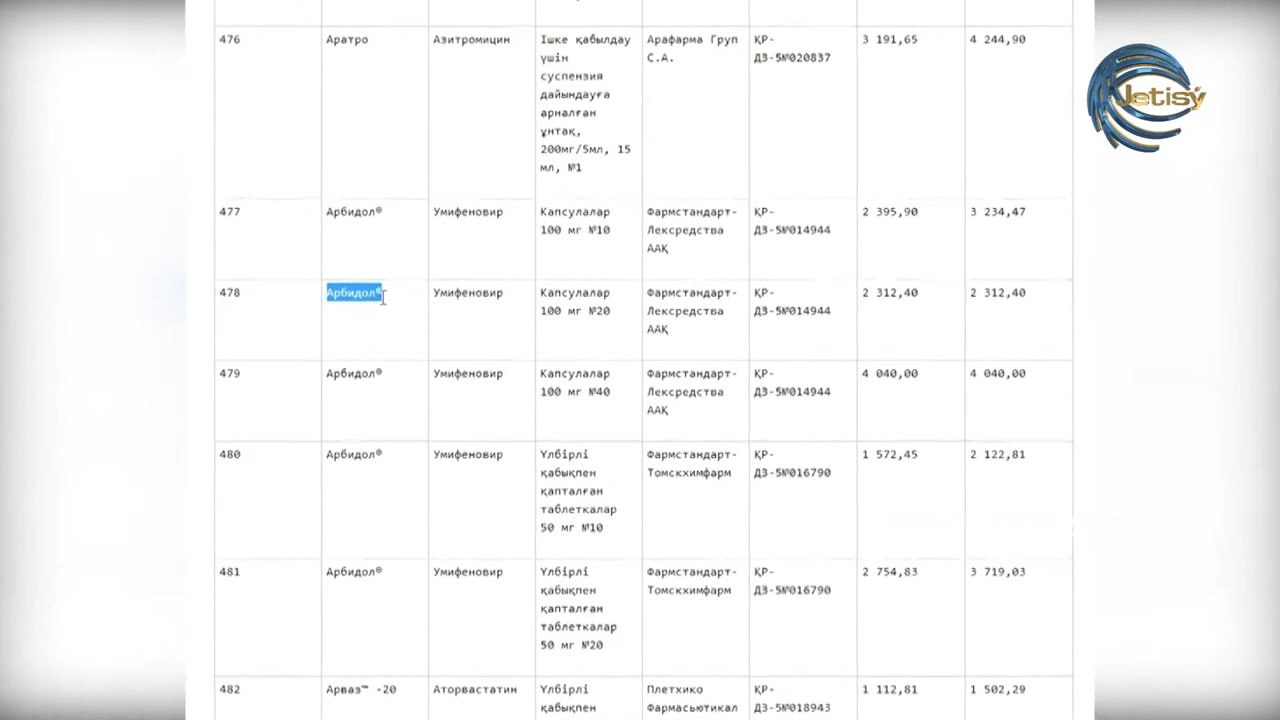 476 Аратро Азитромицин Ішке қабылдау Арафарма Груп ҚР- 3 191,65 4 244,90
үшін С.А. ДЗ-5№020837
суспензия
дайындауға
арналған
ұнтақ,
200мг/5мл, 15
мл, №1
Jetisý
477 Арбидол® Умифеновир Капсулалар Фармстандарт- ҚР- 2 395,90 3 234,47
100 мг №10 Лексредства ДЗ-5№014944
ААҚ
478 Арбидол® Умифеновир Капсулалар Фармстандарт- ҚР- 2 312,40 2 312,40
100 мг №20 Лексредства ДЗ-5№014944
ААҚ
479 Арбидол® Умифеновир Капсулалар Фармстандарт- ҚР- 4 040,00 4 040,00
100 мг №40 Лексредства ДЗ-5№014944
ААҚ
480 Арбидол® Умифеновир Үлбірлі Фармстандарт- ҚР- 1 572,45 2 122,81
қабықпен Томскхимфарм ДЗ-5№016790
қапталған
таблеткалар
50 мг №10
481 Арбидол® Умифеновир Үлбірлі Фармстандарт- ҚР- 2 754,83 3 719,03
қабықпен Томскхимфарм ДЗ-5№016790
қапталған
таблеткалар
50 мг №20
482 Арваз™ -20 Аторвастатин Үлбірлі Плетхико ҚР- 1 112,81 1 502,29
қабықпен Фармасьютикал ДЗ-5№018943